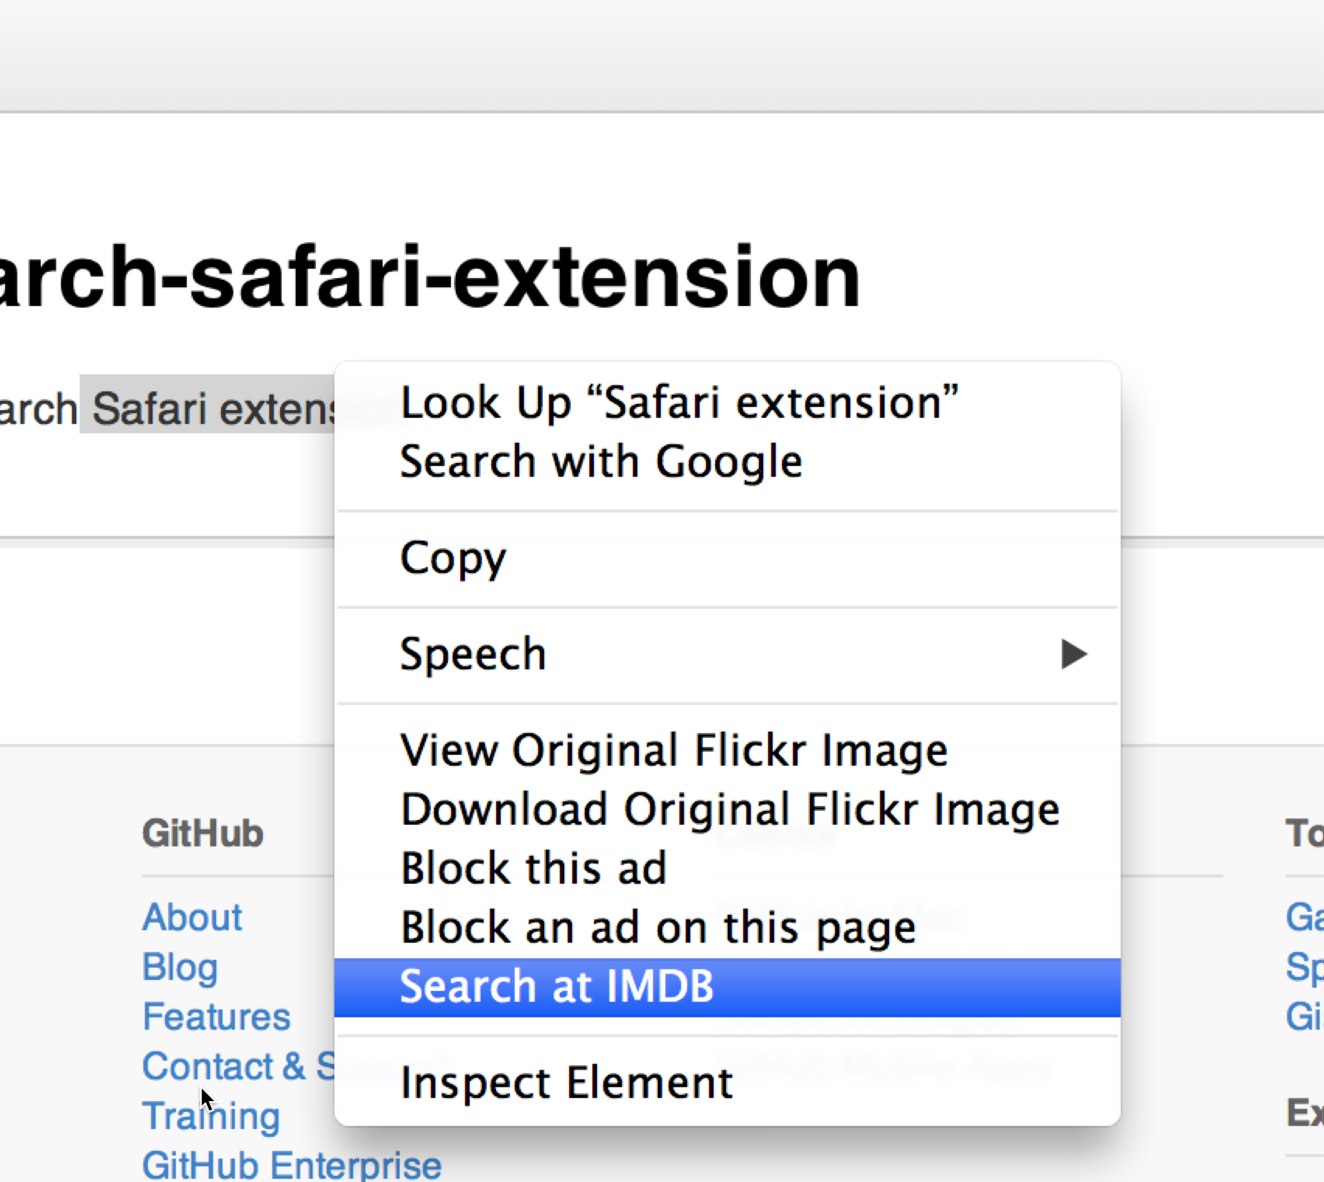 arch-safari-extension
arch Safari extens
Look Up “Safari extension”
Search with Google
Copy
Speech
View Original Flickr Image
Download Original Flickr Image
Block this ad
Block an ad on this page
Search at IMDB
Inspect Element
GitHub
About
Blog
Features
Contact & S
Training
GitHub Enterprise
To
Ga
Sp
Gi
Ex